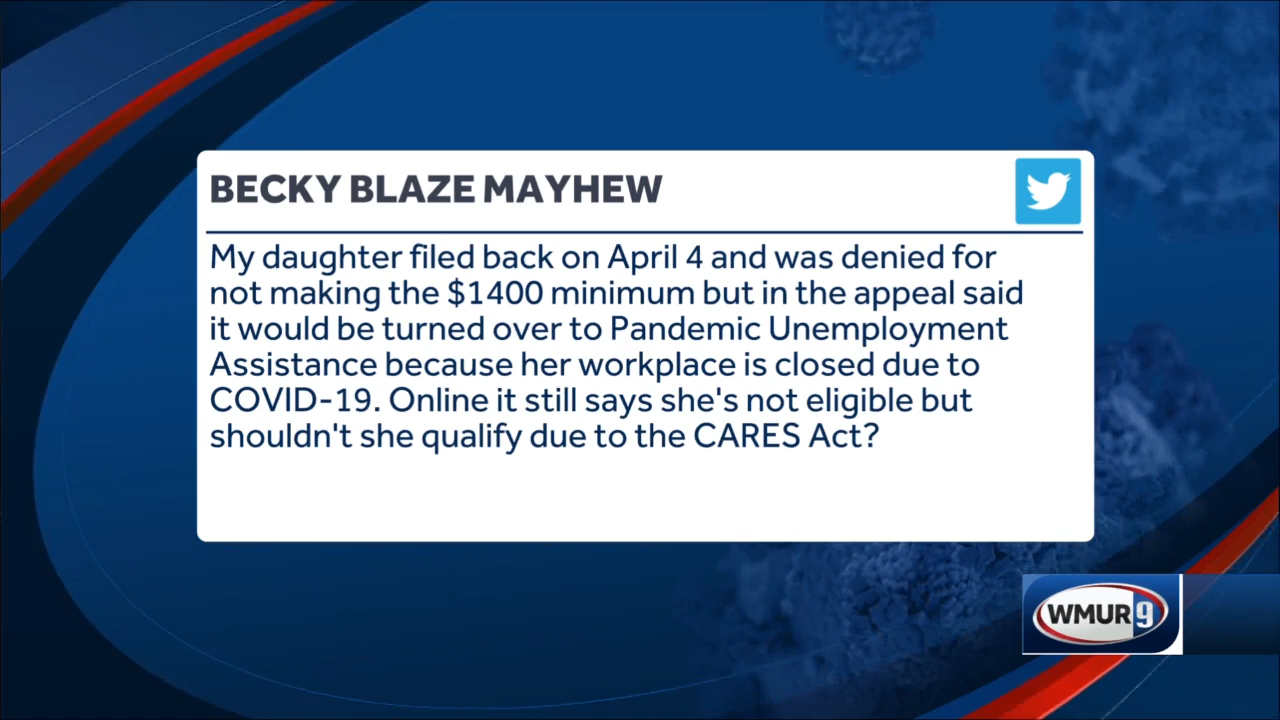 BECKY BLAZE MAYHEW
My daughter filed back on April 4 and was denied for
not making the $1400 minimum but in the appeal said
it would be turned over to Pandemic Unemployment
Assistance because her workplace is closed due to
COVID-19. Online it still says she's not eligible but
shouldn't she qualify due to the CARES Act?
WMUR 9